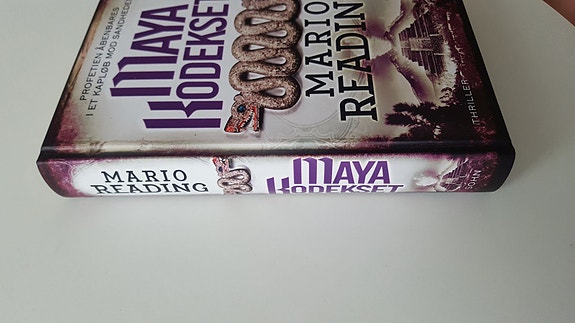 PROFETIEN ÅBENBARES
I ET KAPLØB MOD SANDHEDEN
MAYA
KODEKSET
MARIO
READING
THRILLER
MARIO
READING
MAYA
KODEKSET